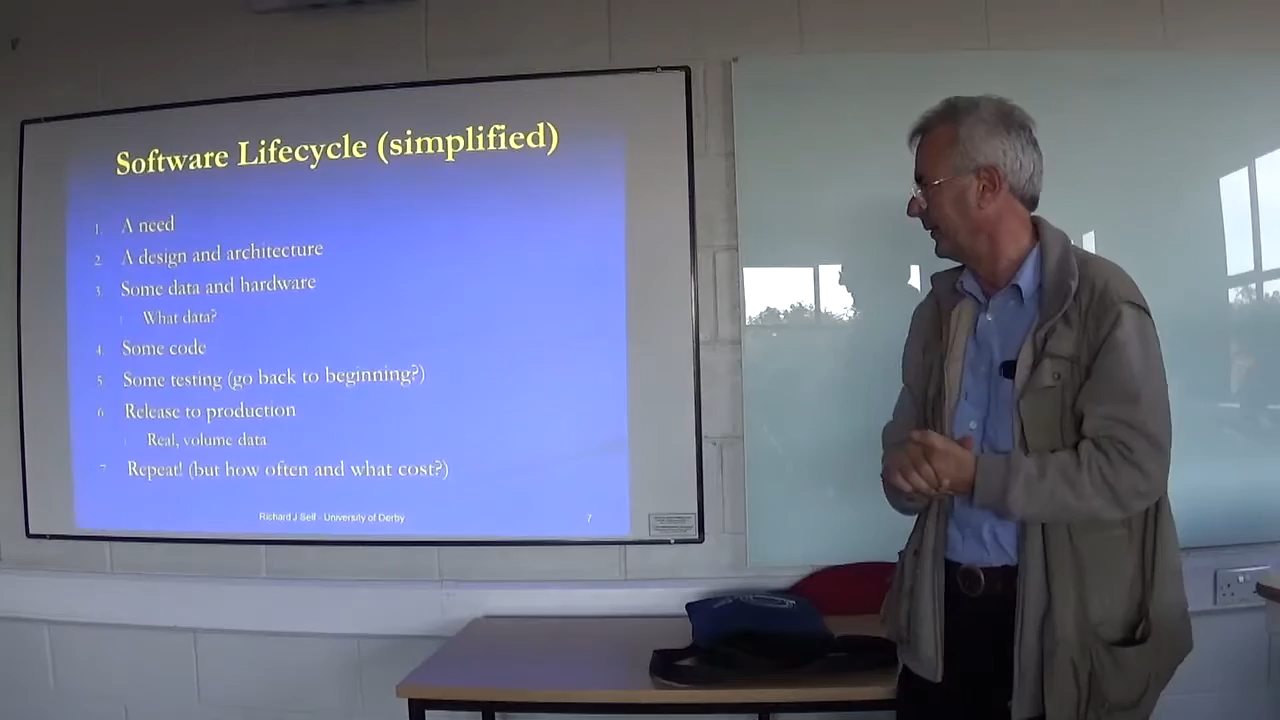 Software Lifecycle (simplified)
1. A need
2. A design and architecture
3. Some data and hardware
What data?
4. Some code
5. Some testing (go back to beginning?)
6 Release to production
Real, volume data
7 Repeat! (but how often and what cost?)
Richard J Self - University of Derby 7